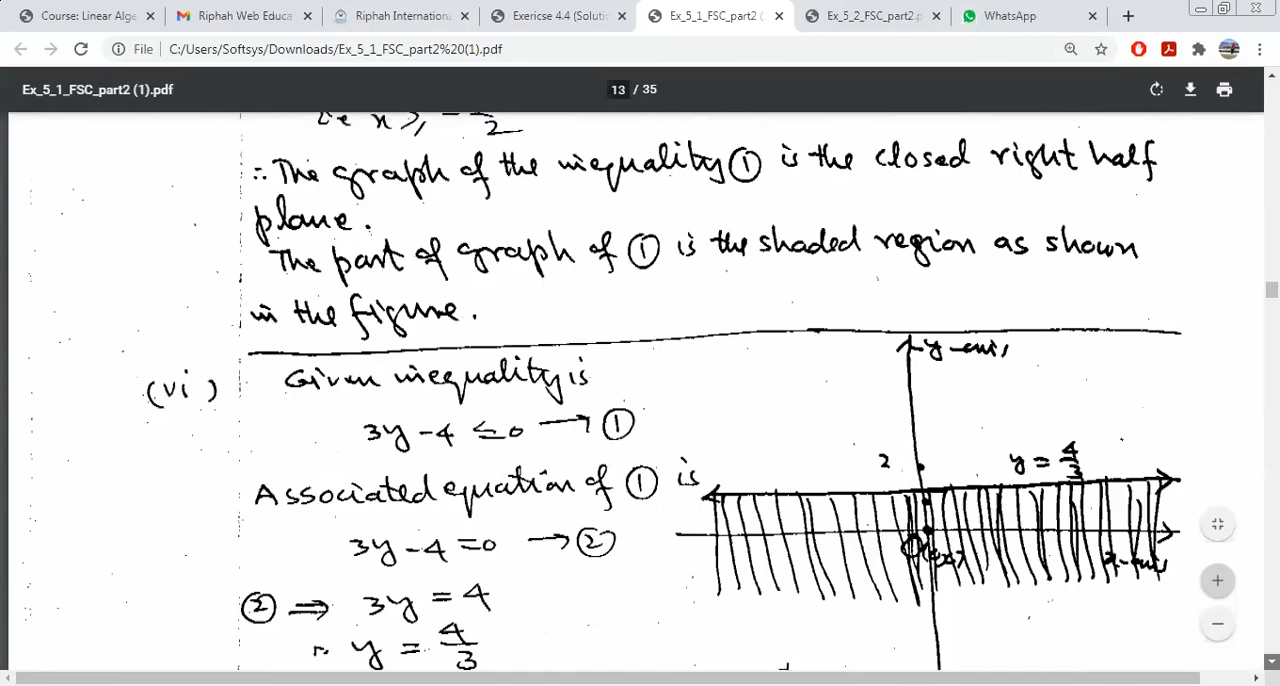 Course: Linear Alge
Gmail Riphah Web Educa
Riphah Internationa
Exericse 4.4 (Soluti
Ex_5_1_FSC_part2 (
Ex_5_2_FSC_part2.p
WhatsApp
File C:/Users/Softsys/Downloads/Ex_5_1_FSC_part2%20(1).pdf
Ex_5_1_FSC_part2 (1).pdf
13 / 35
i.e x ≥ -
2
∴ The graph of the inequality ① is the closed right half
plane.
The part of graph of ① is the shaded region as shown
in the figure.
(vi) Given inequality is
3y - 4 ≤ 0 → ①
Associated equation of ① is
3y - 4 = 0 → ②
② ⇒ 3y = 4
y = 4/3
y-axis
2
y = 4/3
x-axis